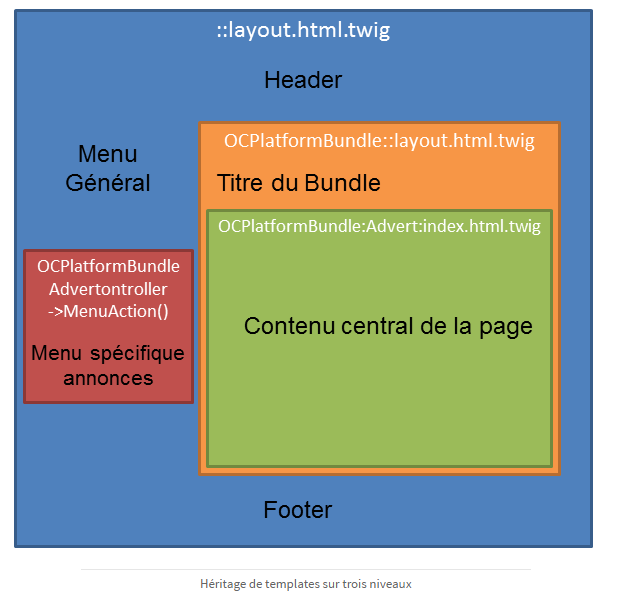 ::layout.html.twig
Header
Menu
Général
OCPlatformBundle::layout.html.twig
Titre du Bundle
OCPlatformBundle:Advert:index.html.twig
Contenu central de la page
OCPlatformBundle
Advertontroller
->MenuAction()
Menu spécifique
annonces
Footer
Héritage de templates sur trois niveaux